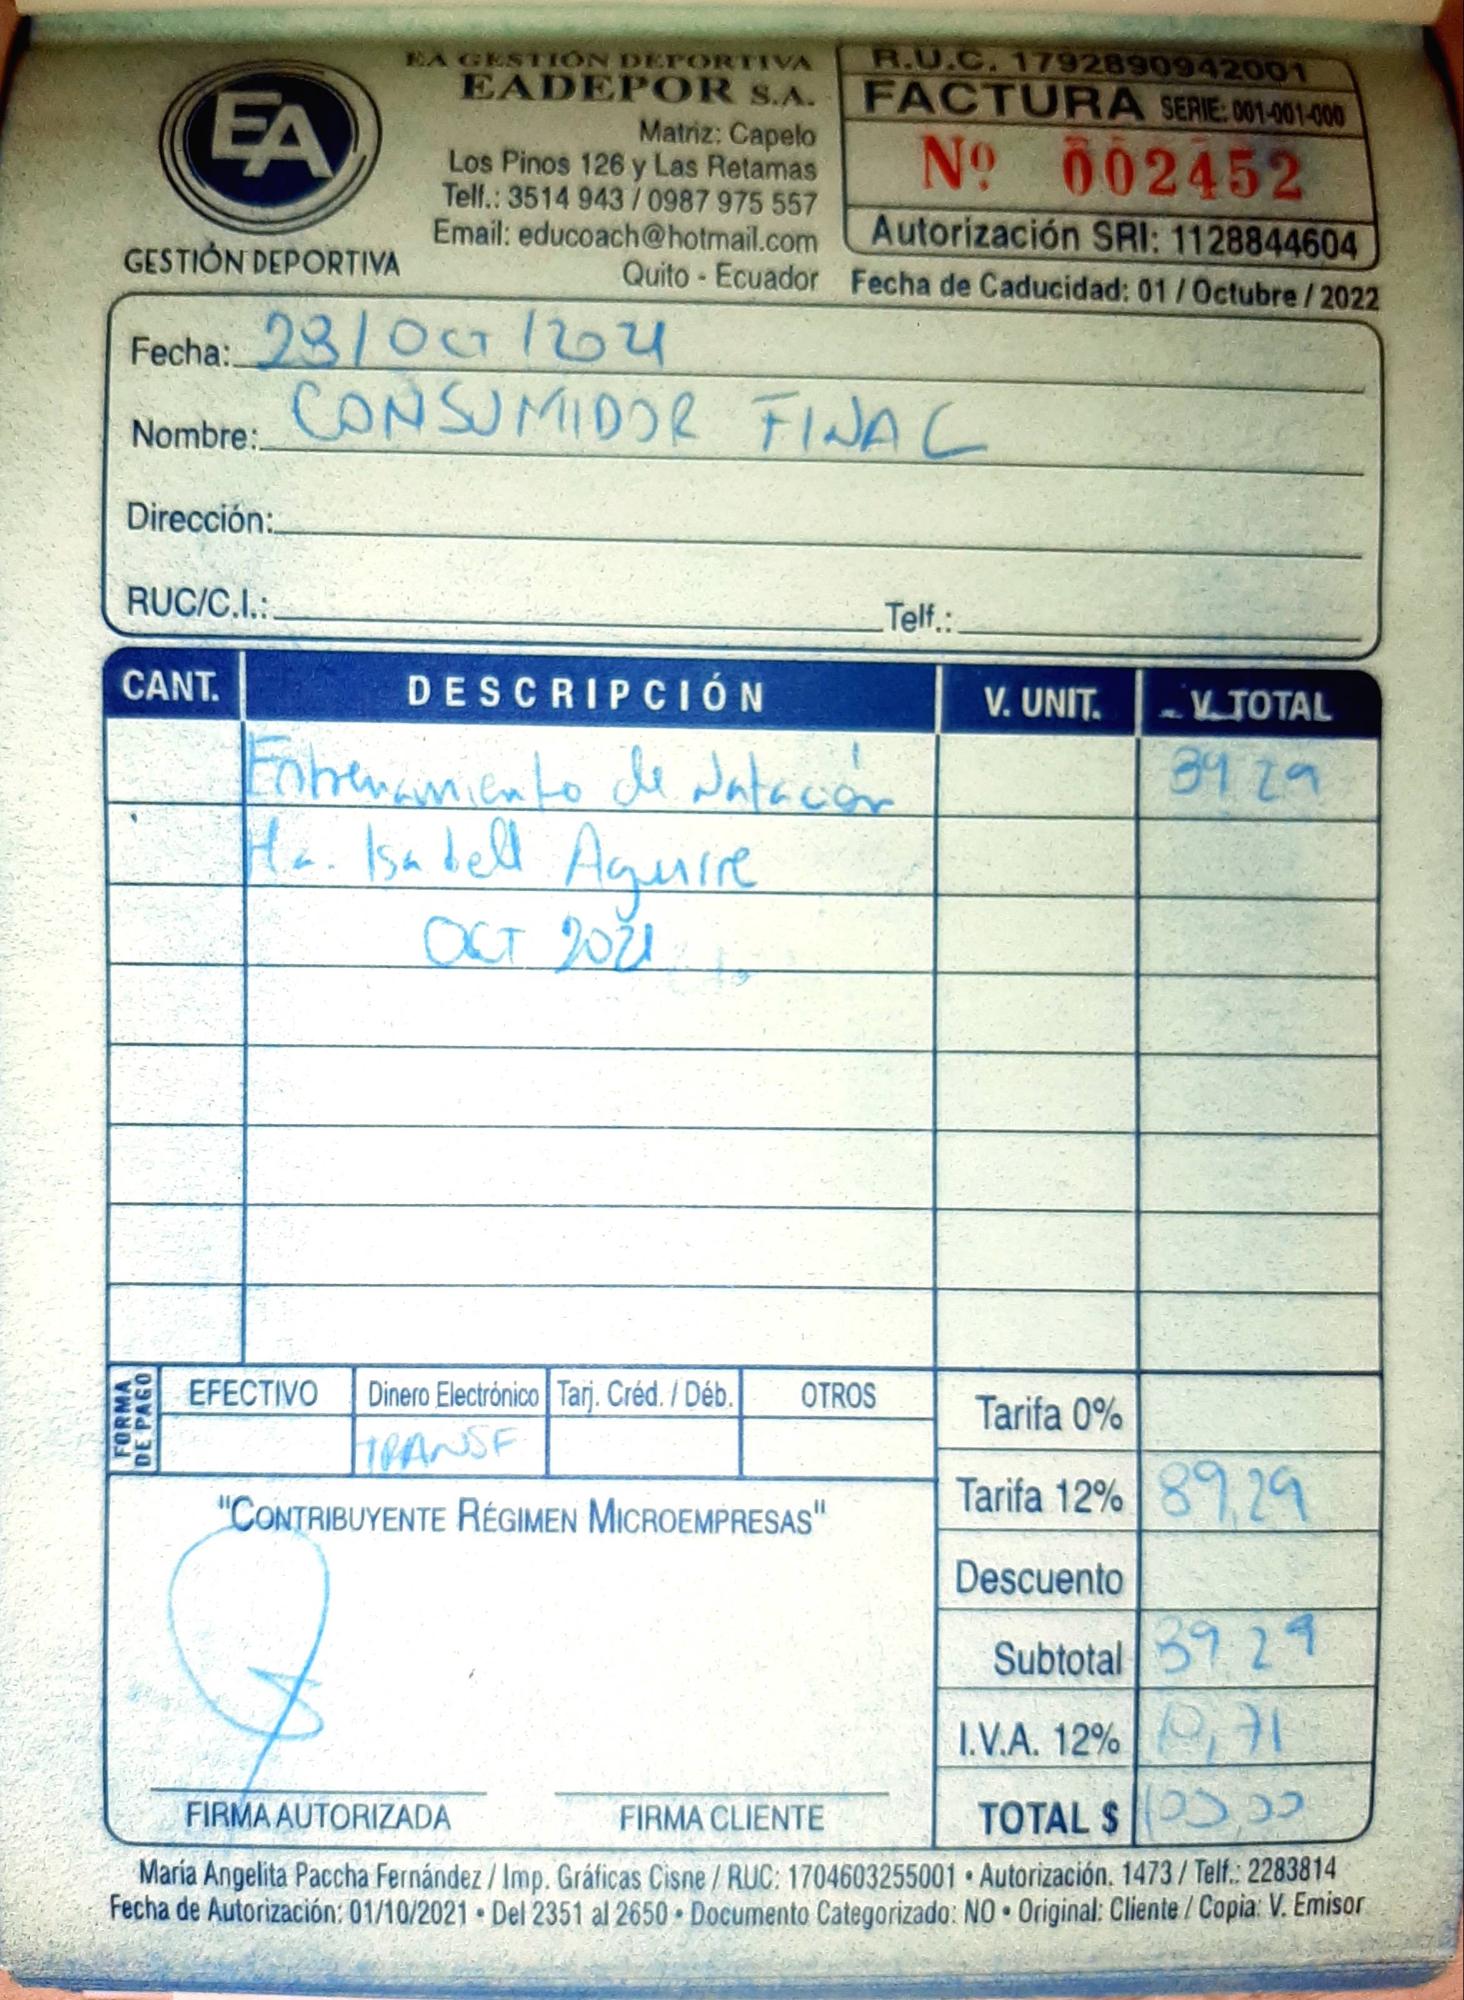 EA
GESTIÓN DEPORTIVA
EA GESTIÓN DEPORTIVA
EADEPOR S.A.
Matriz: Capelo
Los Pinos 126 y Las Retamas
Telf.: 3514 943 / 0987 975 557
Email: educoach@hotmail.com
Quito - Ecuador
R.U.C. 1792890942001
FACTURA SERIE: 001-001-000
Nº 002452
Autorización SRI: 1128844604
Fecha de Caducidad: 01 / Octubre / 2022
Fecha: 28/OCT/2021
Nombre: CONSUMIDOR FINAL
Dirección:
RUC/C.I.: Telf.:
CANT. DESCRIPCIÓN V. UNIT. V. TOTAL
Entrenamiento de Natación 89 29
Ma. Isabell Aguirre
OCT 2021
FORMA DE PAGO
EFECTIVO Dinero Electrónico Tarj. Créd. / Déb. OTROS
TRANSF
Tarifa 0%
Tarifa 12% 89,29
Descuento
Subtotal 89 29
I.V.A. 12% 10,71
TOTAL $ 100,00
"CONTRIBUYENTE RÉGIMEN MICROEMPRESAS"
FIRMA AUTORIZADA FIRMA CLIENTE
María Angelita Paccha Fernández / Imp. Gráficas Cisne / RUC: 1704603255001 • Autorización. 1473 / Telf.: 2283814
Fecha de Autorización: 01/10/2021 • Del 2351 al 2650 • Documento Categorizado: NO • Original: Cliente / Copia: V. Emisor